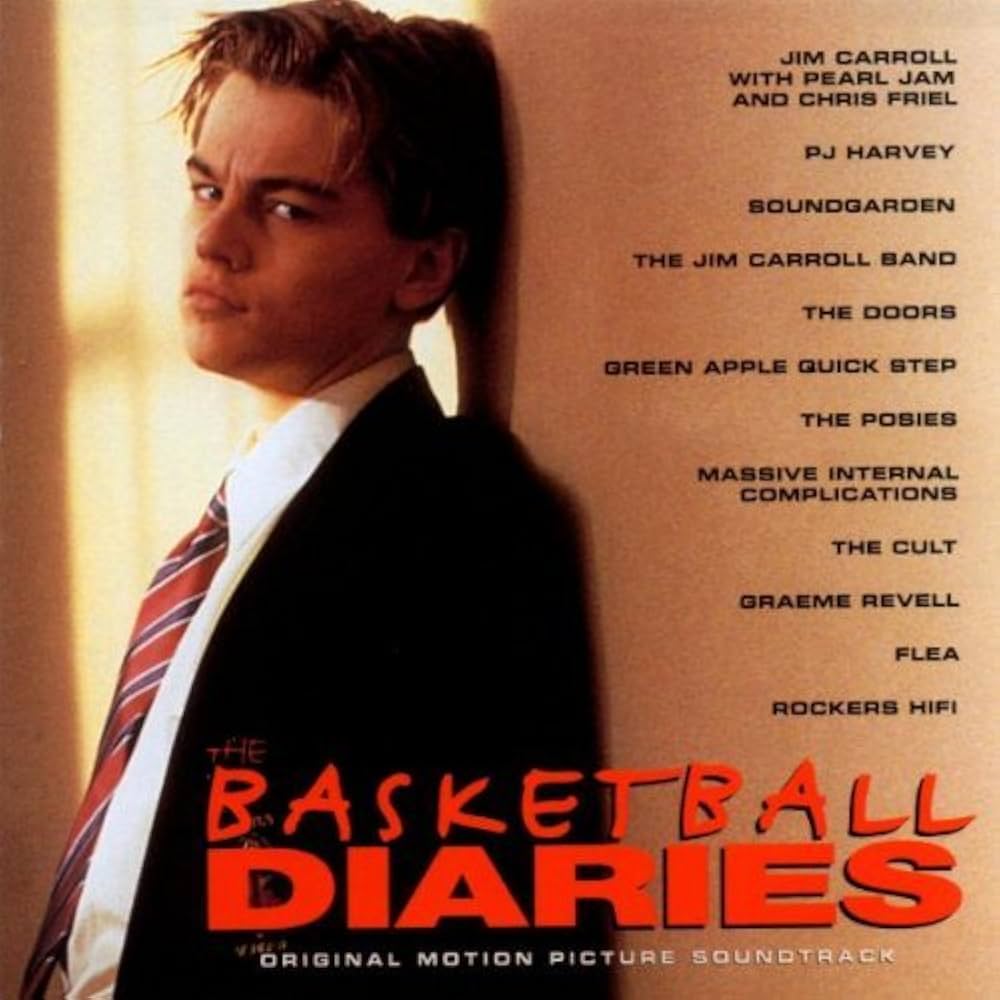 JIM CARROLL
WITH PEARL JAM
AND CHRIS FRIEL
PJ HARVEY
SOUNDGARDEN
THE JIM CARROLL BAND
THE DOORS
GREEN APPLE QUICK STEP
THE POSIES
MASSIVE INTERNAL
COMPLICATIONS
THE CULT
GRAEME REVELL
FLEA
ROCKERS HIFI
THE
BASKETBALL
DIARIES
ORIGINAL MOTION PICTURE SOUNDTRACK